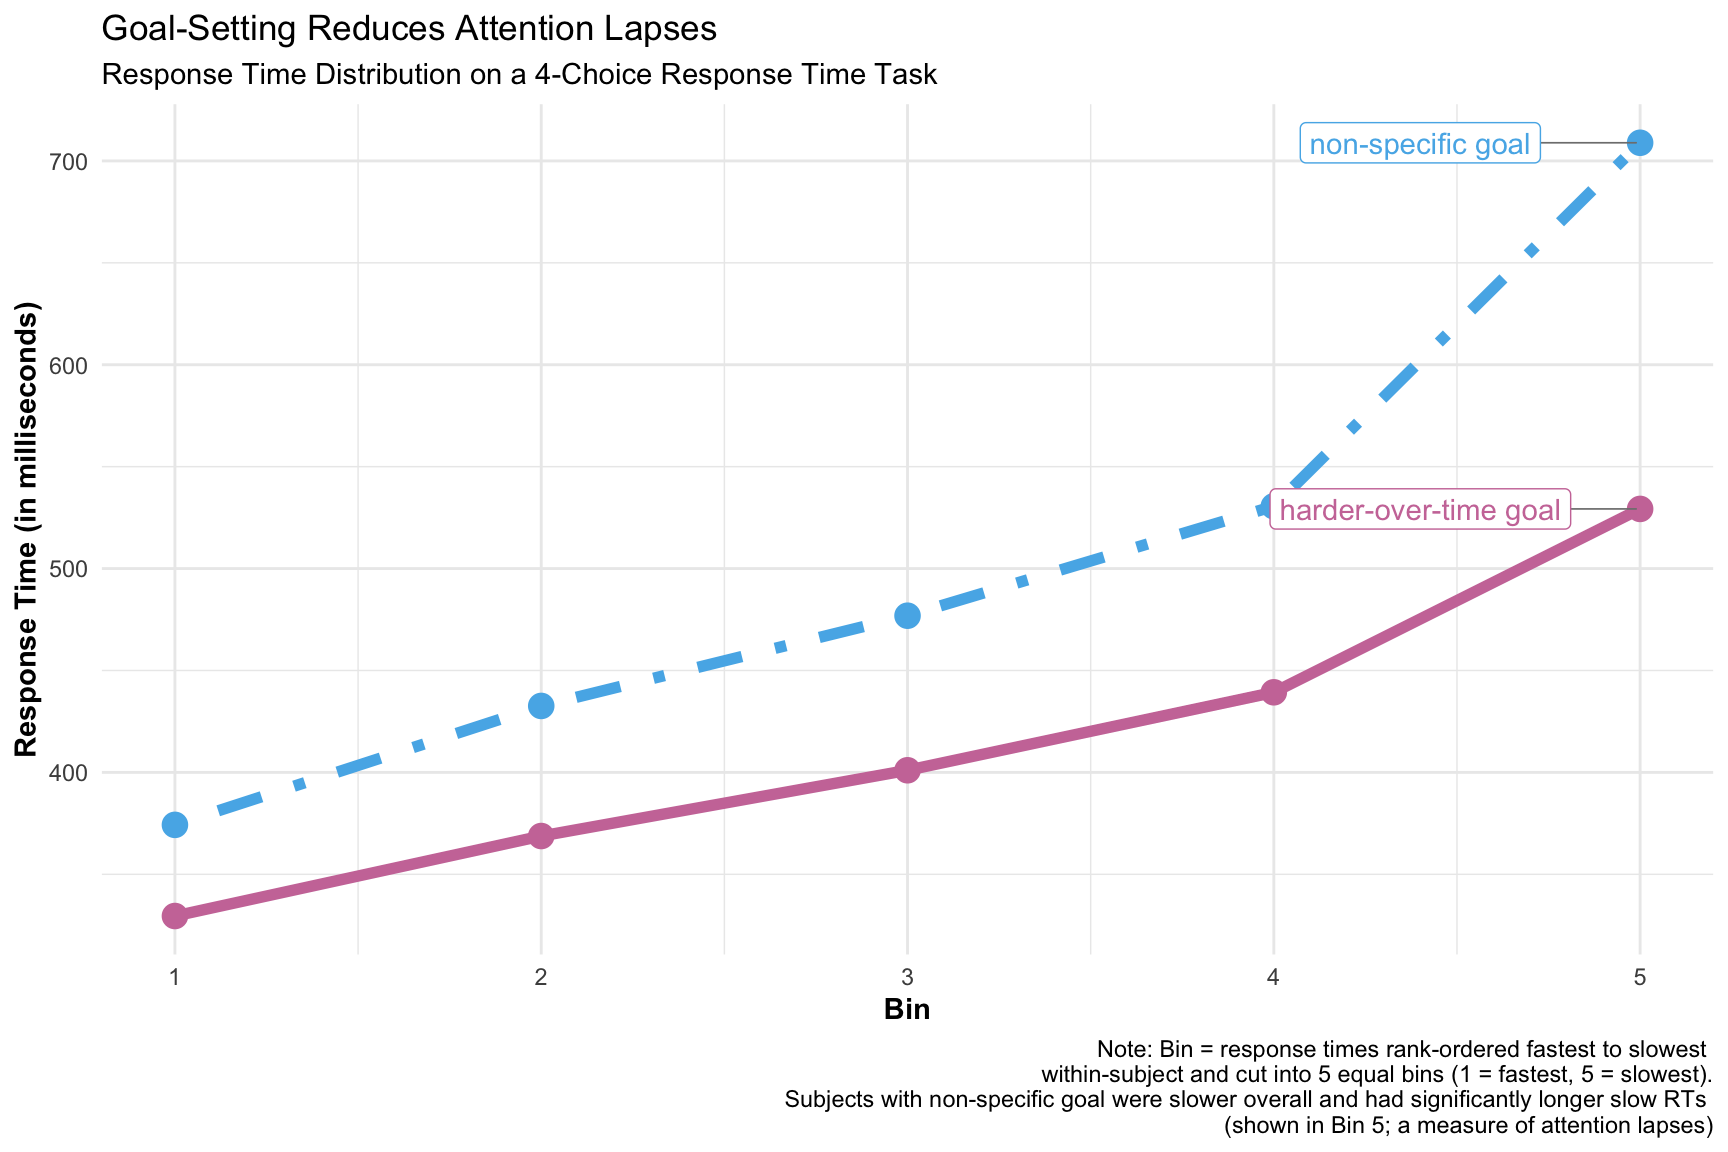 Goal-Setting Reduces Attention Lapses
Response Time Distribution on a 4-Choice Response Time Task
Response Time (in milliseconds)
700
600
500
400
non-specific goal
harder-over-time goal
1 2 3 4 5
Bin
Note: Bin = response times rank-ordered fastest to slowest
within-subject and cut into 5 equal bins (1 = fastest, 5 = slowest).
Subjects with non-specific goal were slower overall and had significantly longer slow RTs
(shown in Bin 5; a measure of attention lapses)